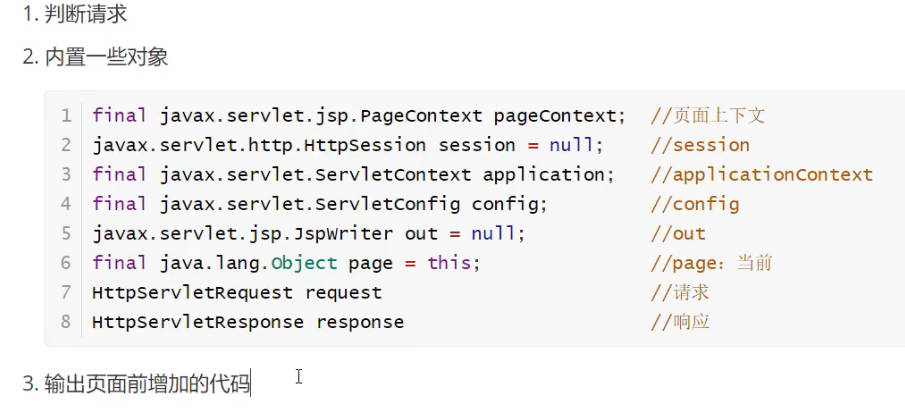 1. 判断请求
2. 内置一些对象
1 final javax.servlet.jsp.PageContext pageContext; //页面上下文
2 javax.servlet.http.HttpSession session = null; //session
3 final javax.servlet.ServletContext application; //applicationContext
4 final javax.servlet.ServletConfig config; //config
5 javax.servlet.jsp.JspWriter out = null; //out
6 final java.lang.Object page = this; //page：当前
7 HttpServletRequest request //请求
8 HttpServletResponse response //响应
3. 输出页面前增加的代码